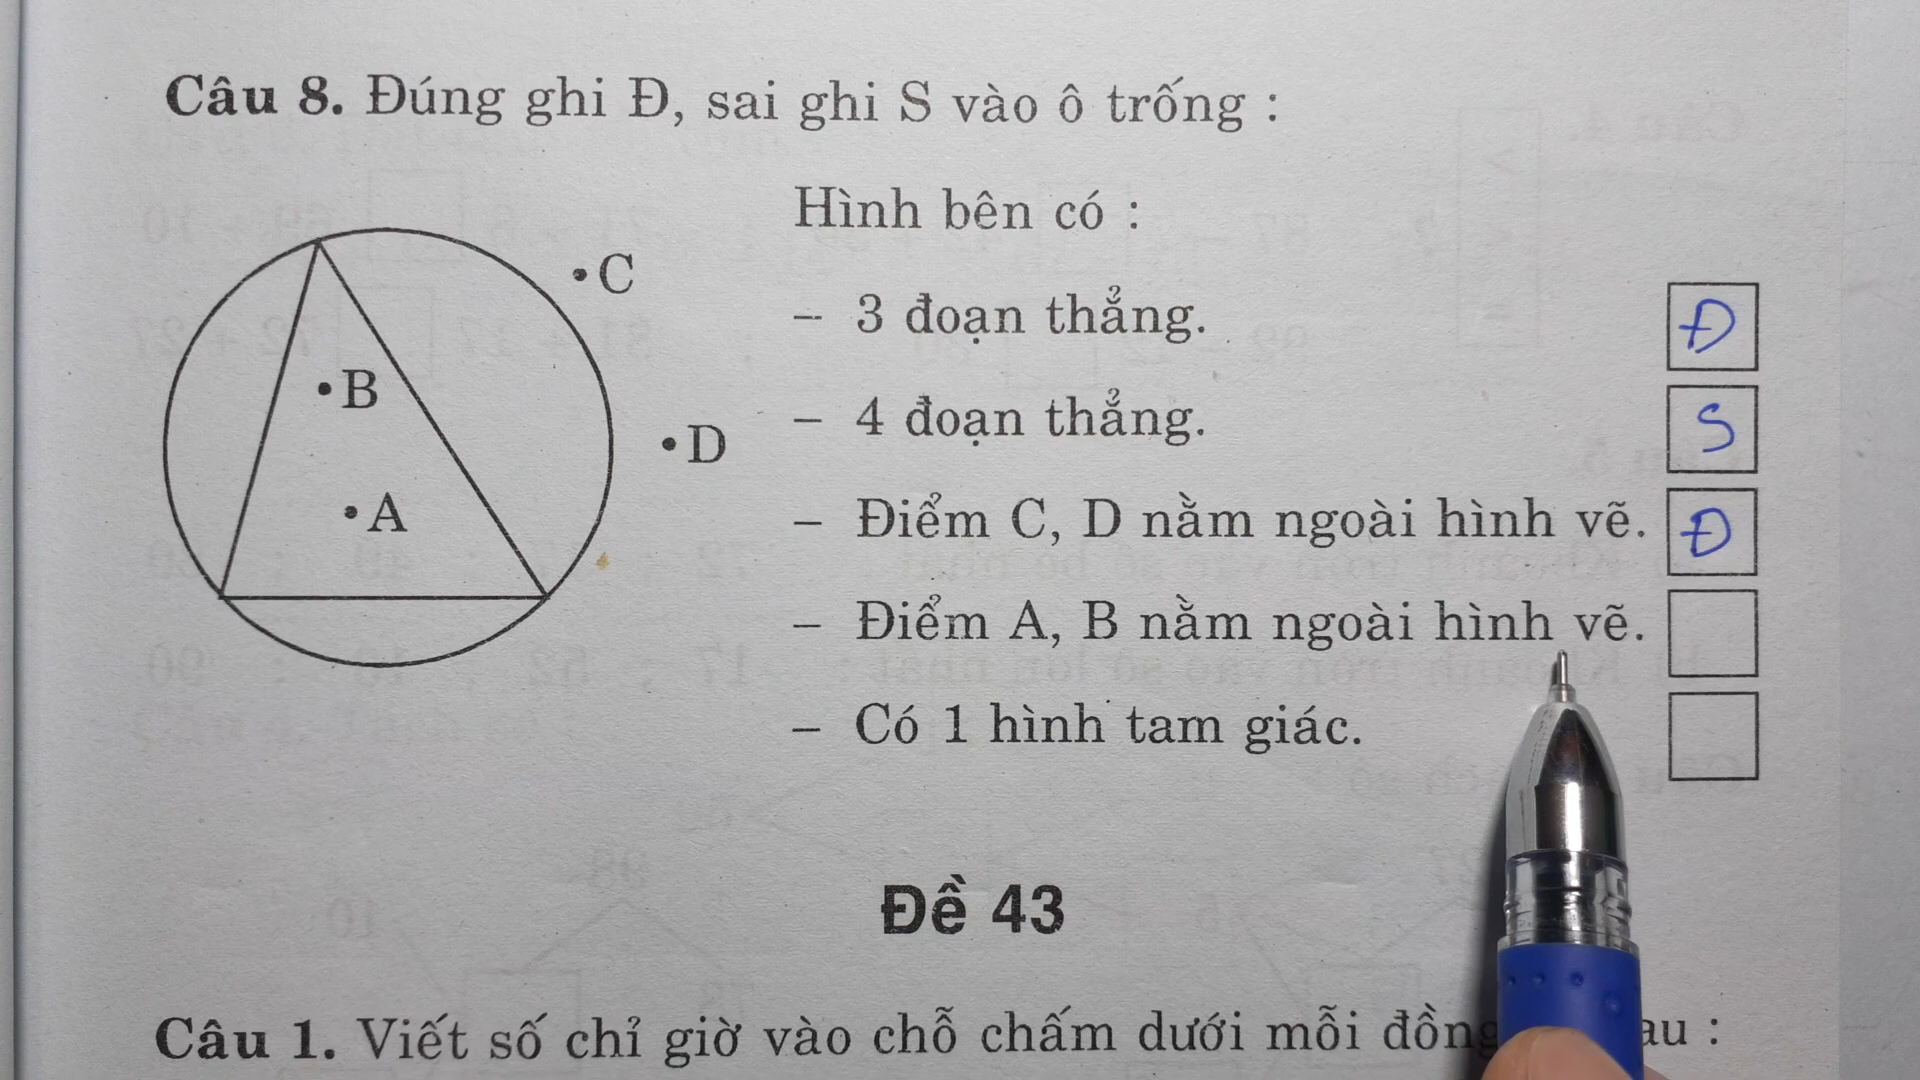 Câu 8. Đúng ghi Đ, sai ghi S vào ô trống :
Hình bên có :
– 3 đoạn thẳng. Đ
– 4 đoạn thẳng. S
– Điểm C, D nằm ngoài hình vẽ. Đ
– Điểm A, B nằm ngoài hình vẽ.
– Có 1 hình tam giác.
C
B
D
A
Đề 43
Câu 1. Viết số chỉ giờ vào chỗ chấm dưới mỗi đồng